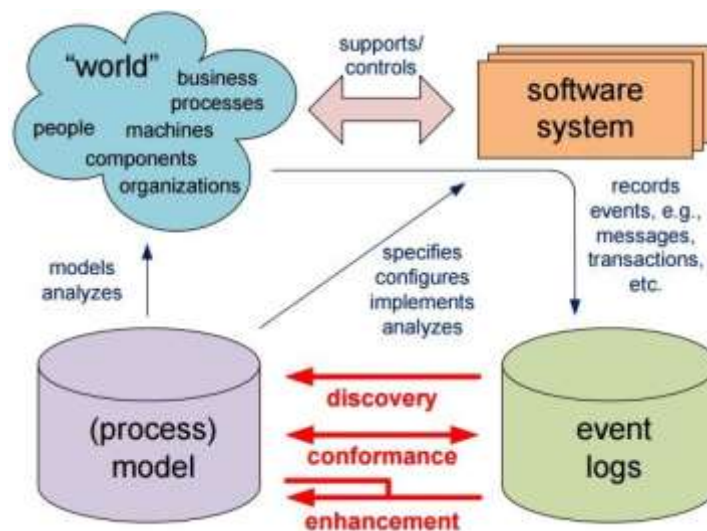 “world”
business
processes
people
machines
components
organizations
supports/
controls
software
system
records
events, e.g.,
messages,
transactions,
etc.
models
analyzes
specifies
configures
implements
analyzes
(process)
model
discovery
conformance
enhancement
event
logs